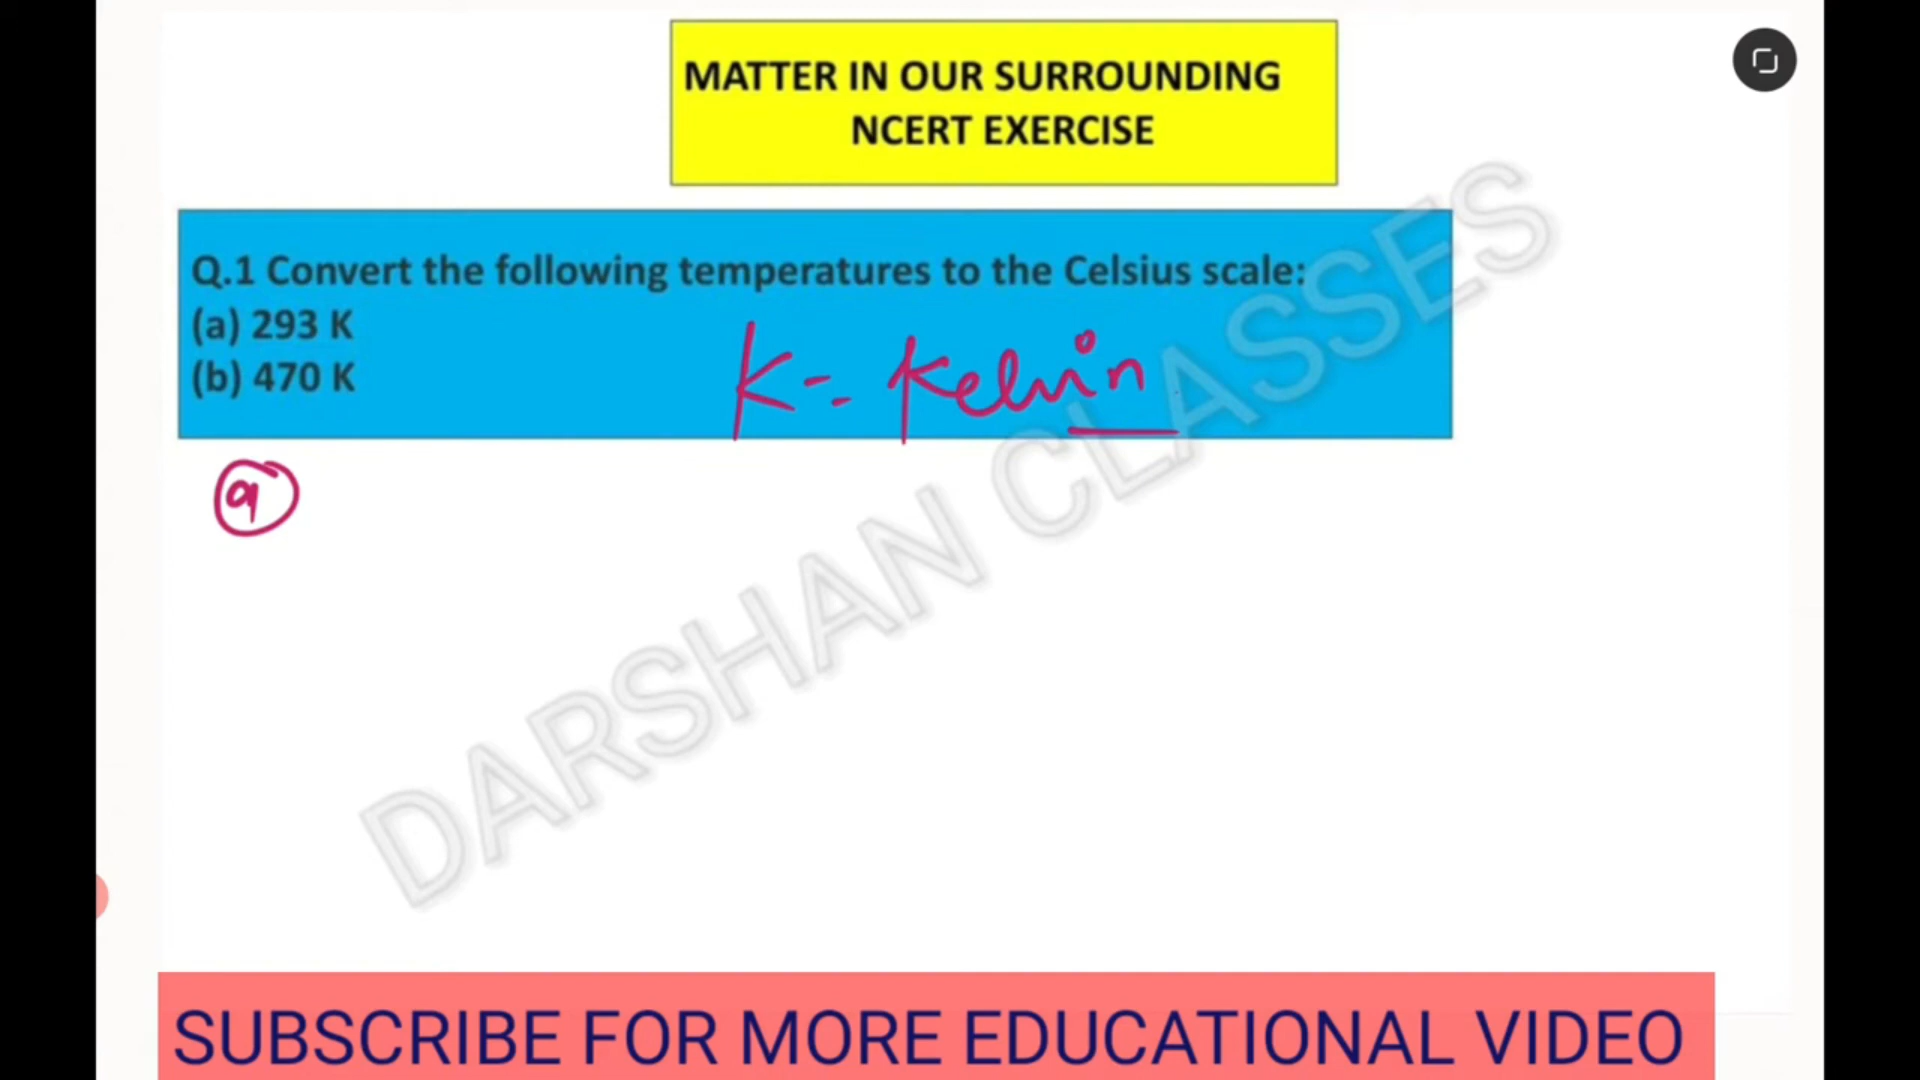 MATTER IN OUR SURROUNDING
NCERT EXERCISE
Q.1 Convert the following temperatures to the Celsius scale:
(a) 293 K
(b) 470 K
K = Kelvin
a
DARSHAN CLASSES
SUBSCRIBE FOR MORE EDUCATIONAL VIDEO